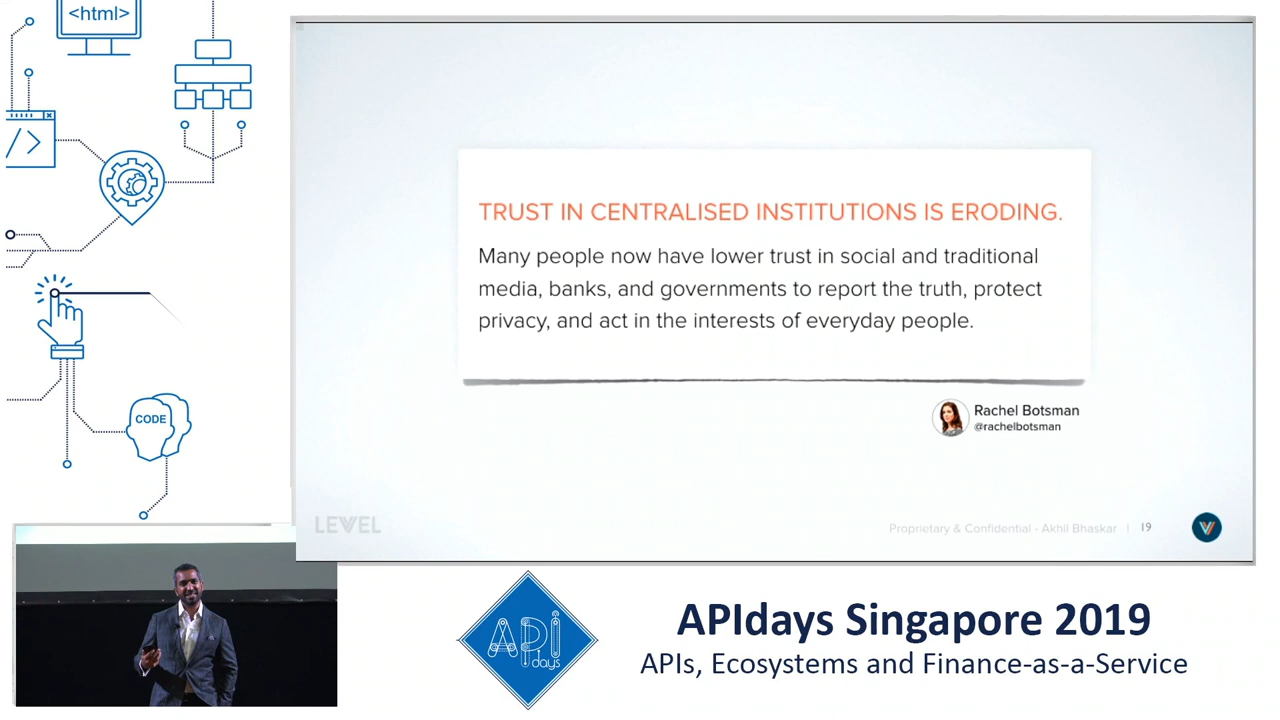 <html>
</>
CODE
TRUST IN CENTRALISED INSTITUTIONS IS ERODING.
Many people now have lower trust in social and traditional
media, banks, and governments to report the truth, protect
privacy, and act in the interests of everyday people.
Rachel Botsman
@rachelbotsman
LEVEL
Proprietary & Confidential - Akhil Bhaskar | 19
API
days
APIdays Singapore 2019
APIs, Ecosystems and Finance-as-a-Service